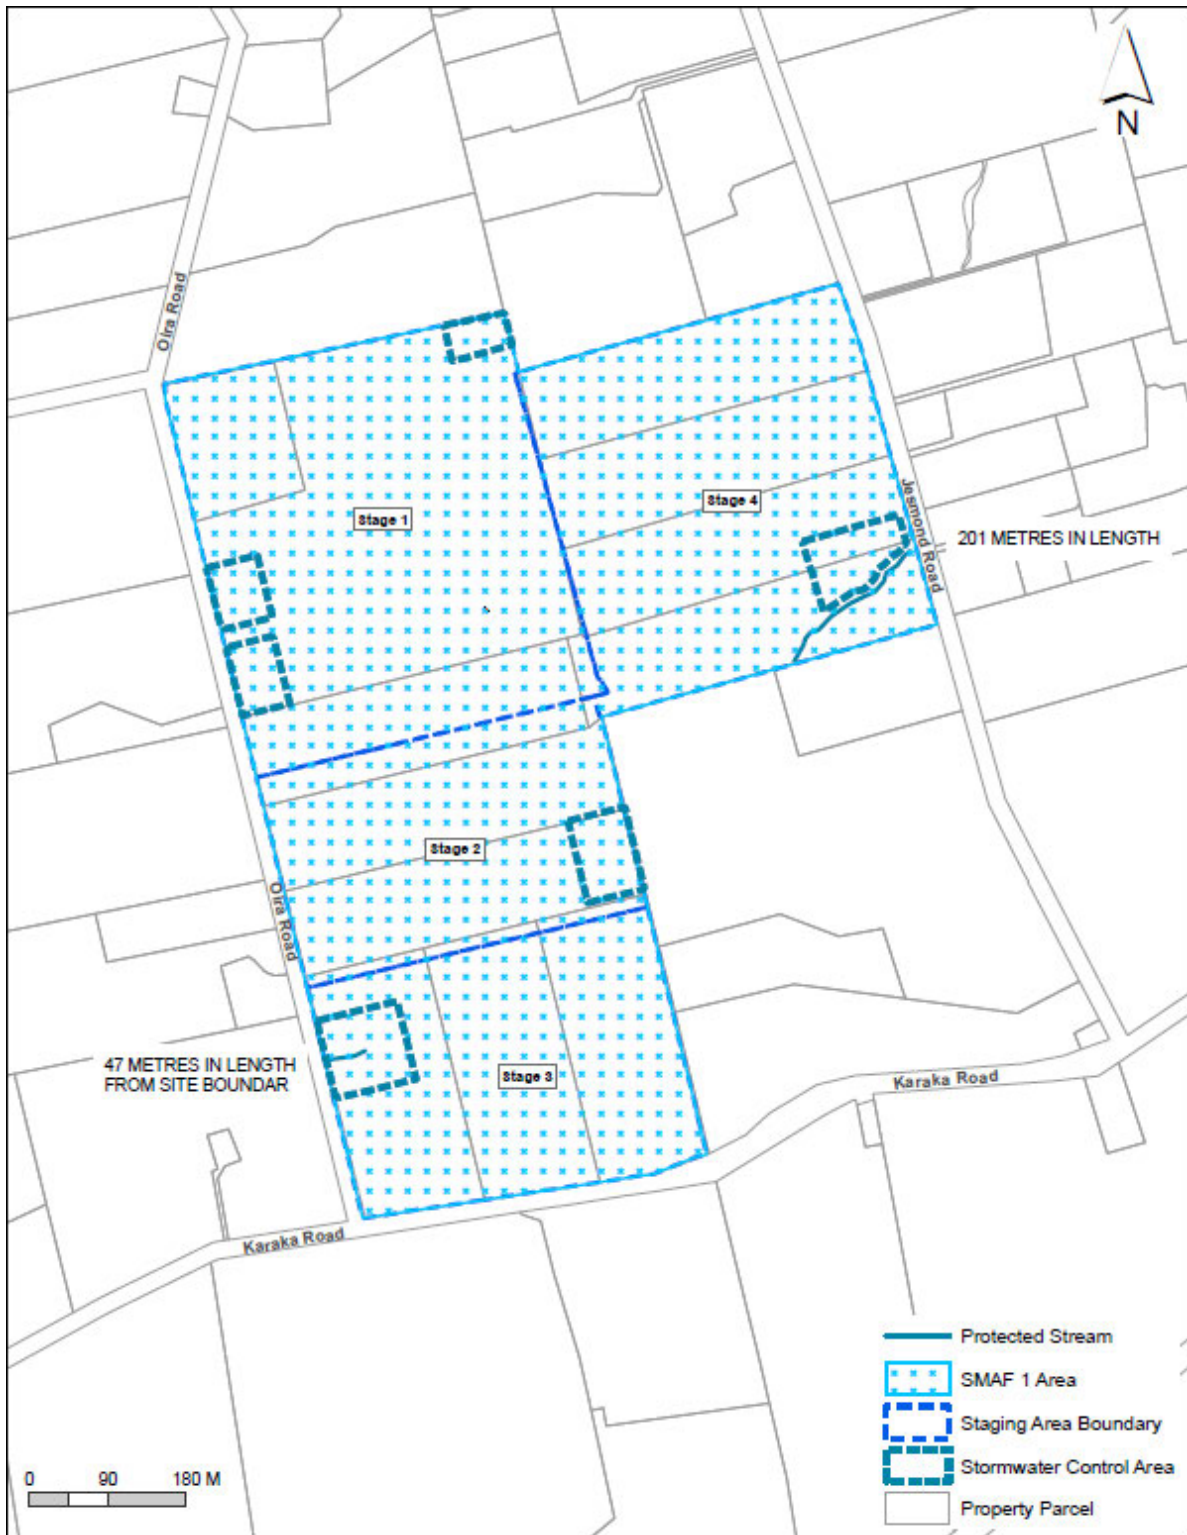 N
Oira Road
Stage 1
Stage 4
Jesmond Road
201 METRES IN LENGTH
Stage 2
Oira Road
47 METRES IN LENGTH
FROM SITE BOUNDAR
Stage 3
Karaka Road
Karaka Road
Protected Stream
SMAF 1 Area
Staging Area Boundary
Stormwater Control Area
Property Parcel
0 90 180 M